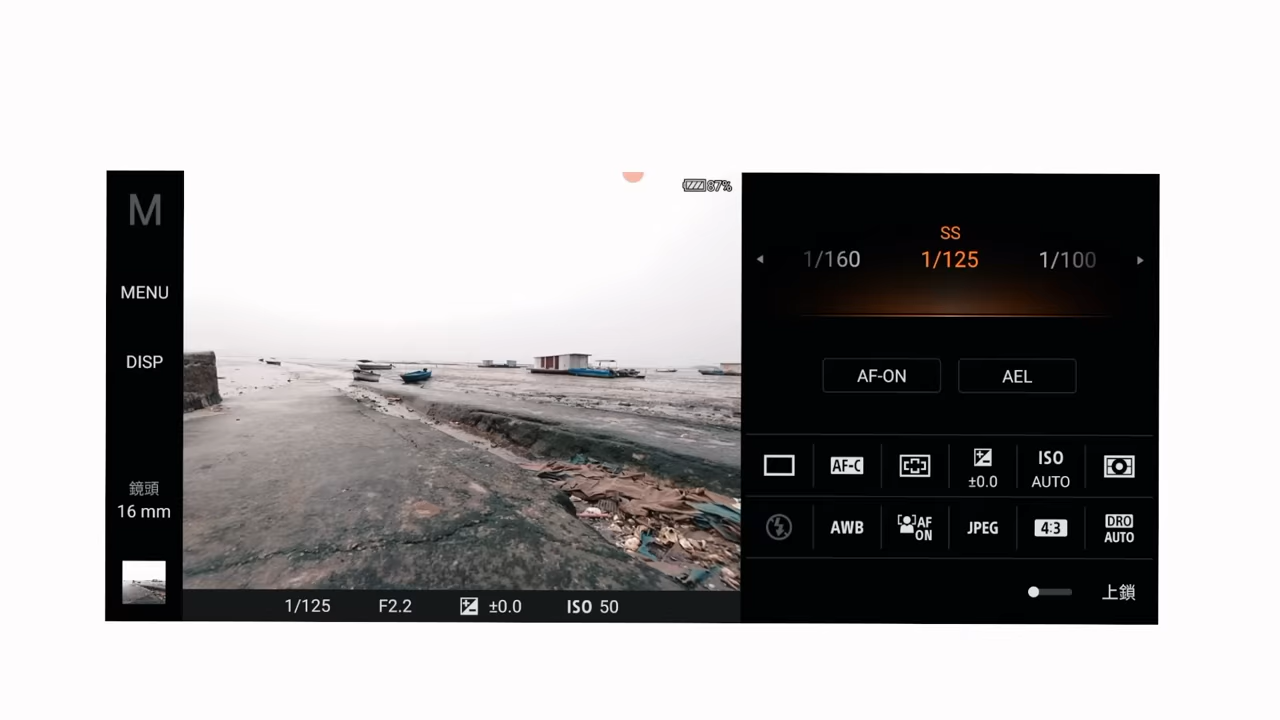 M
MENU
DISP
鏡頭
16 mm
87%
1/125 F2.2 ±0.0 ISO 50
SS
1/160 1/125 1/100
AF-ON AEL
AF-C ±0.0 ISO AUTO
AWB AF ON JPEG 4:3 DRO AUTO
上鎖